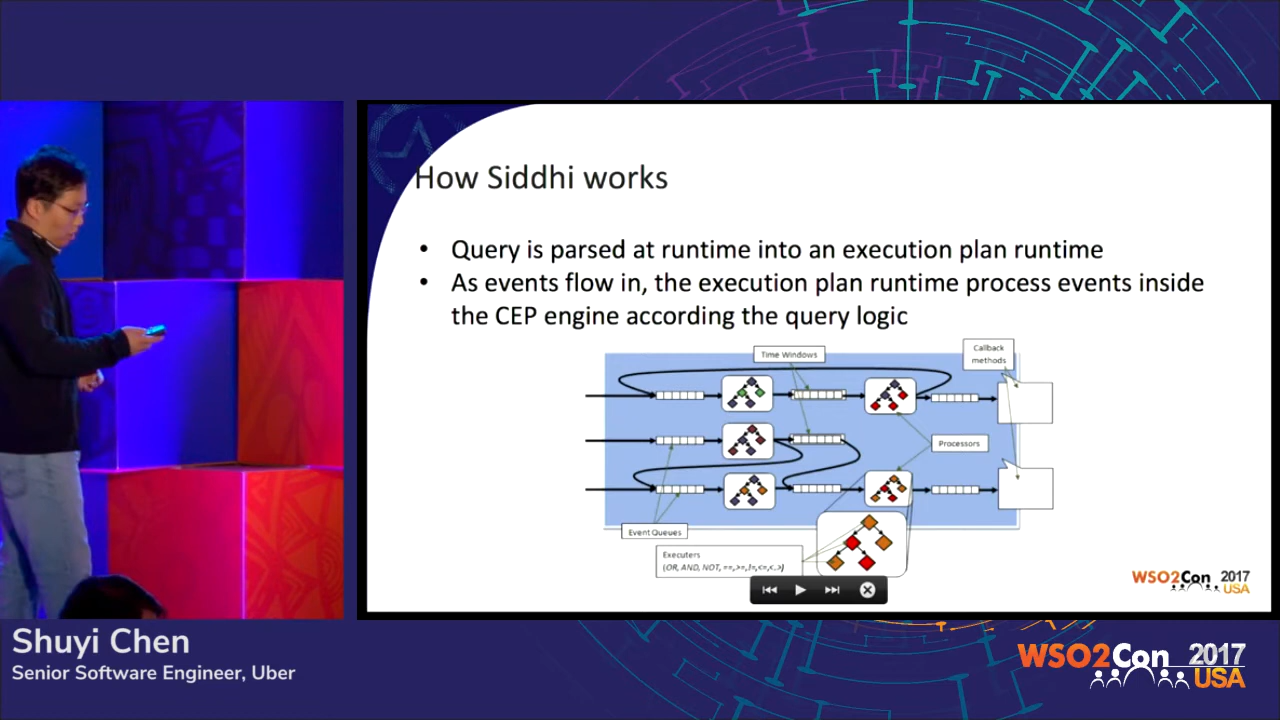 How Siddhi works
• Query is parsed at runtime into an execution plan runtime
• As events flow in, the execution plan runtime process events inside
the CEP engine according the query logic
Time Windows
Callback
methods
Processors
Event Queues
Executers
(OR, AND, NOT, ==,>=,!=,<=,<,>)
WSO2Con 2017
USA
Shuyi Chen
Senior Software Engineer, Uber
WSO2Con 2017
USA